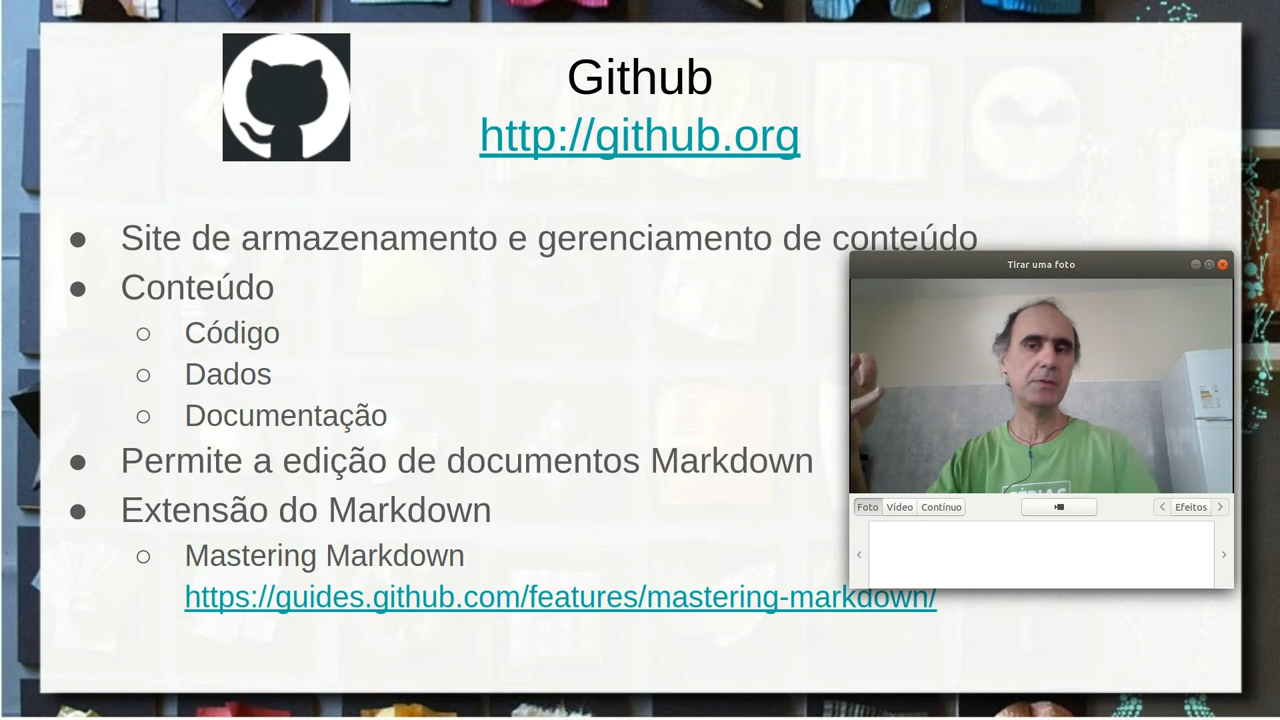 Github
http://github.org
● Site de armazenamento e gerenciamento de conteúdo
● Conteúdo
○ Código
○ Dados
○ Documentação
● Permite a edição de documentos Markdown
● Extensão do Markdown
○ Mastering Markdown
https://guides.github.com/features/mastering-markdown/
Tirar uma foto
Foto Vídeo Contínuo Efeitos